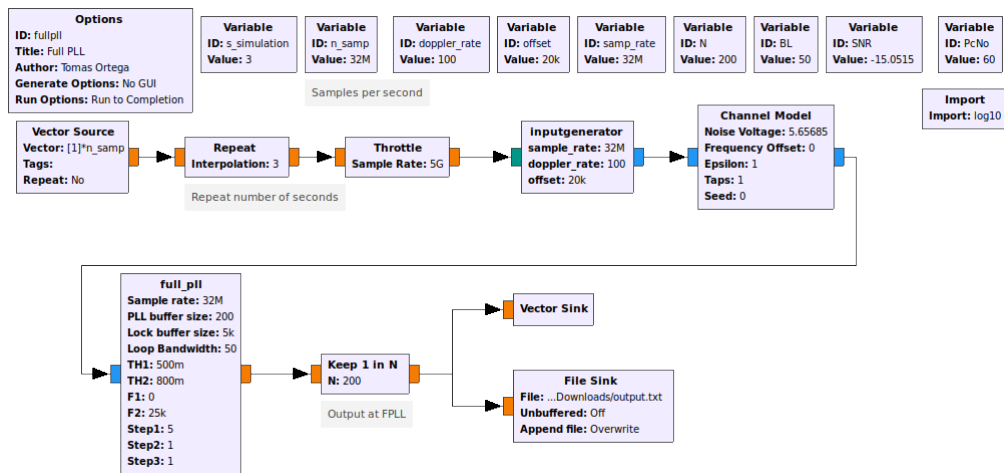 Options
ID: fullpll
Title: Full PLL
Author: Tomas Ortega
Generate Options: No GUI
Run Options: Run to Completion
Variable
ID: s_simulation
Value: 3
Variable
ID: n_samp
Value: 32M
Variable
ID: doppler_rate
Value: 100
Variable
ID: offset
Value: 20k
Variable
ID: samp_rate
Value: 32M
Variable
ID: N
Value: 200
Variable
ID: BL
Value: 50
Variable
ID: SNR
Value: -15.0515
Variable
ID: PcNo
Value: 60
Samples per second
Import
Import: log10
Vector Source
Vector: [1]*n_samp
Tags:
Repeat: No
Repeat
Interpolation: 3
Repeat number of seconds
Throttle
Sample Rate: 5G
inputgenerator
sample_rate: 32M
doppler_rate: 100
offset: 20k
Channel Model
Noise Voltage: 5.65685
Frequency Offset: 0
Epsilon: 1
Taps: 1
Seed: 0
full_pll
Sample rate: 32M
PLL buffer size: 200
Lock buffer size: 5k
Loop Bandwidth: 50
TH1: 500m
TH2: 800m
F1: 0
F2: 25k
Step1: 5
Step2: 1
Step3: 1
Keep 1 in N
N: 200
Output at FPLL
Vector Sink
File Sink
File: ...Downloads/output.txt
Unbuffered: Off
Append file: Overwrite